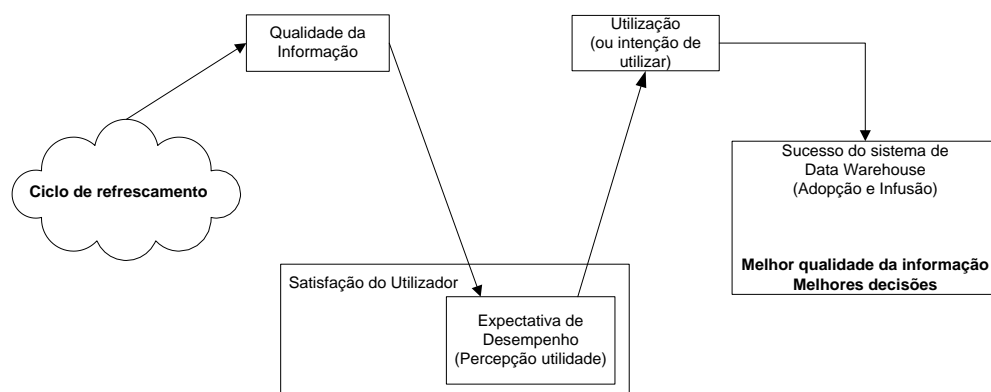 Qualidade da
Informação
Utilização
(ou intenção de
utilizar)
Ciclo de refrescamento
Sucesso do sistema de
Data Warehouse
(Adopção e Infusão)
Melhor qualidade da informação
Melhores decisões
Satisfação do Utilizador
Expectativa de
Desempenho
(Percepção utilidade)